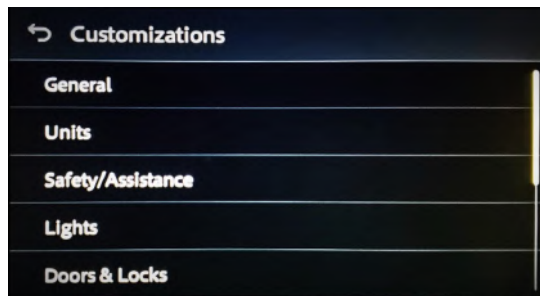 Customizations
General
Units
Safety/Assistance
Lights
Doors & Locks